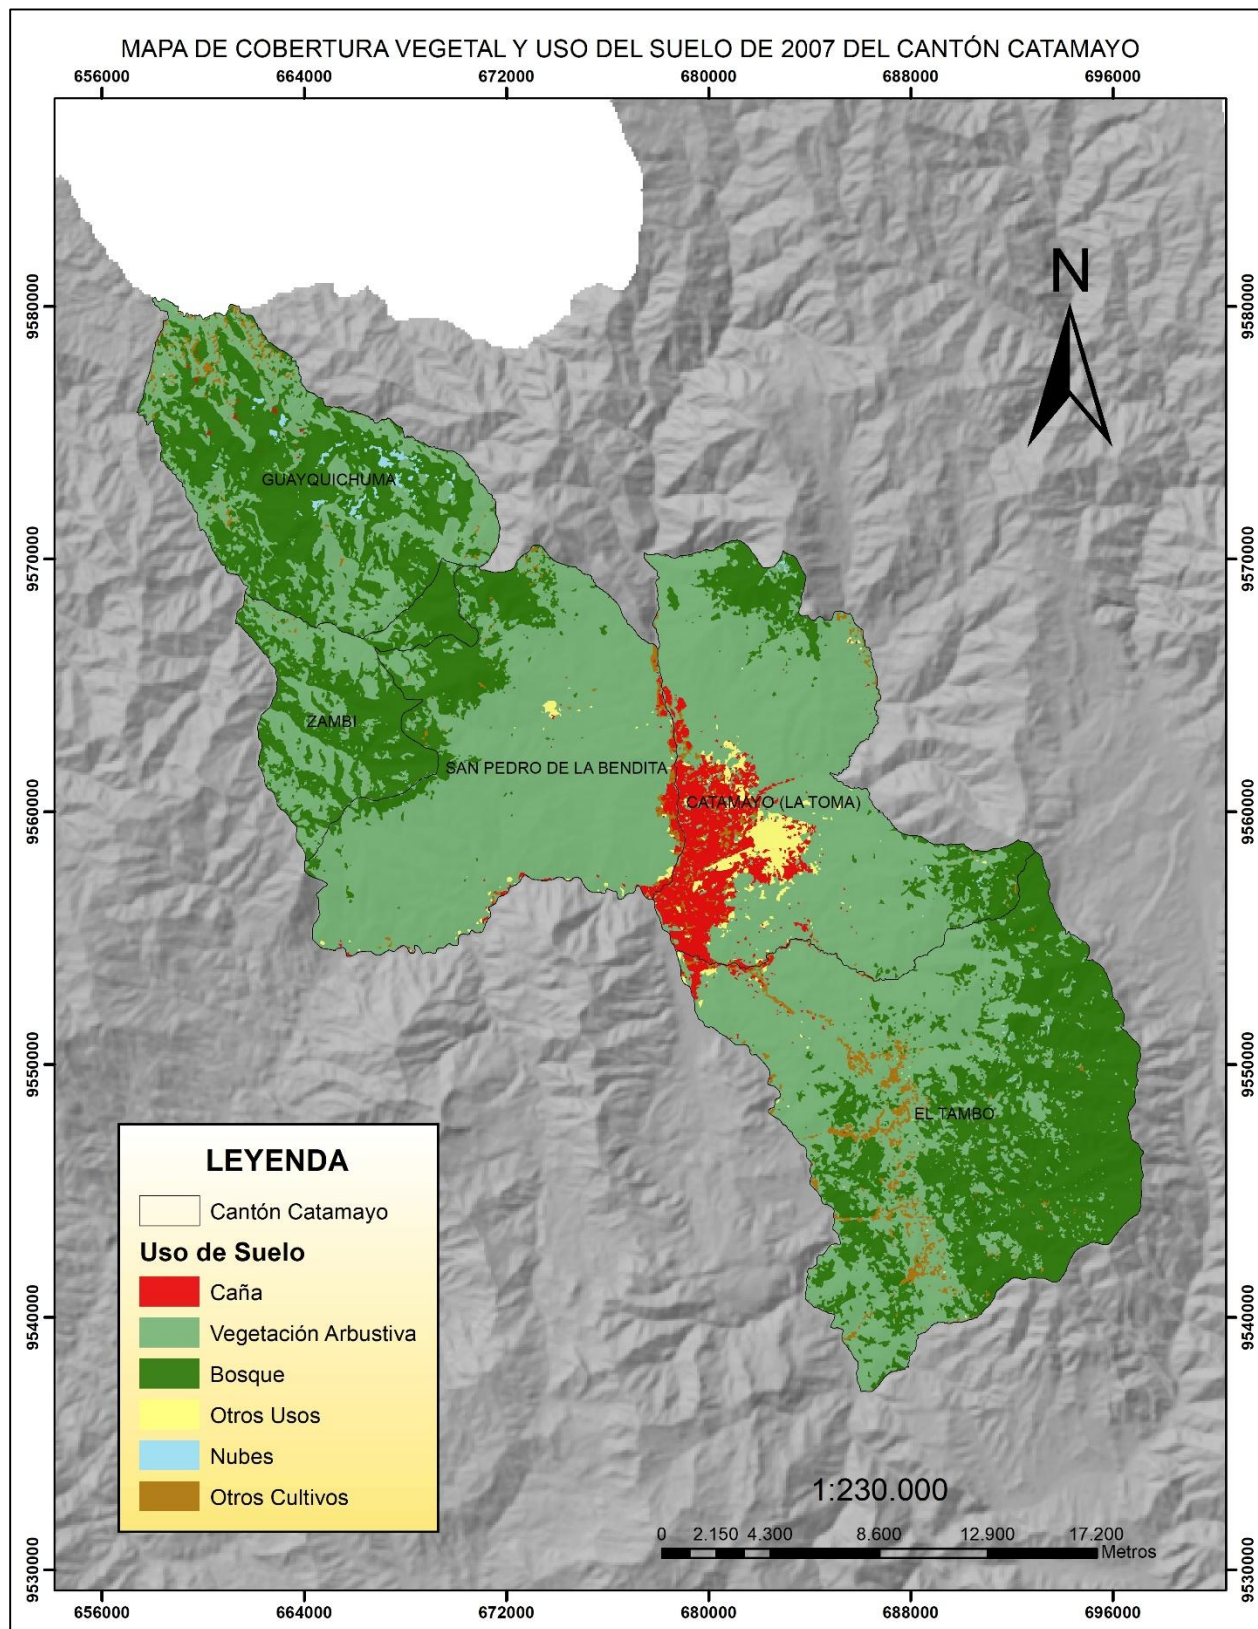 MAPA DE COBERTURA VEGETAL Y USO DEL SUELO DE 2007 DEL CANTÓN CATAMAYO
656000 664000 672000 680000 688000 696000
9580000 9580000
GUAYQUICHUMA
9570000 9570000
ZAMBI
SAN PEDRO DE LA BENDITA
CATAMAYO (LA TOMA)
9560000 9560000
9550000 9550000
EL TAMBO
9540000 9540000
9530000 9530000
N
LEYENDA
Cantón Catamayo
Uso de Suelo
Caña
Vegetación Arbustiva
Bosque
Otros Usos
Nubes
Otros Cultivos
1:230.000
0 2.150 4.300 8.600 12.900 17.200
Metros
656000 664000 672000 680000 688000 696000